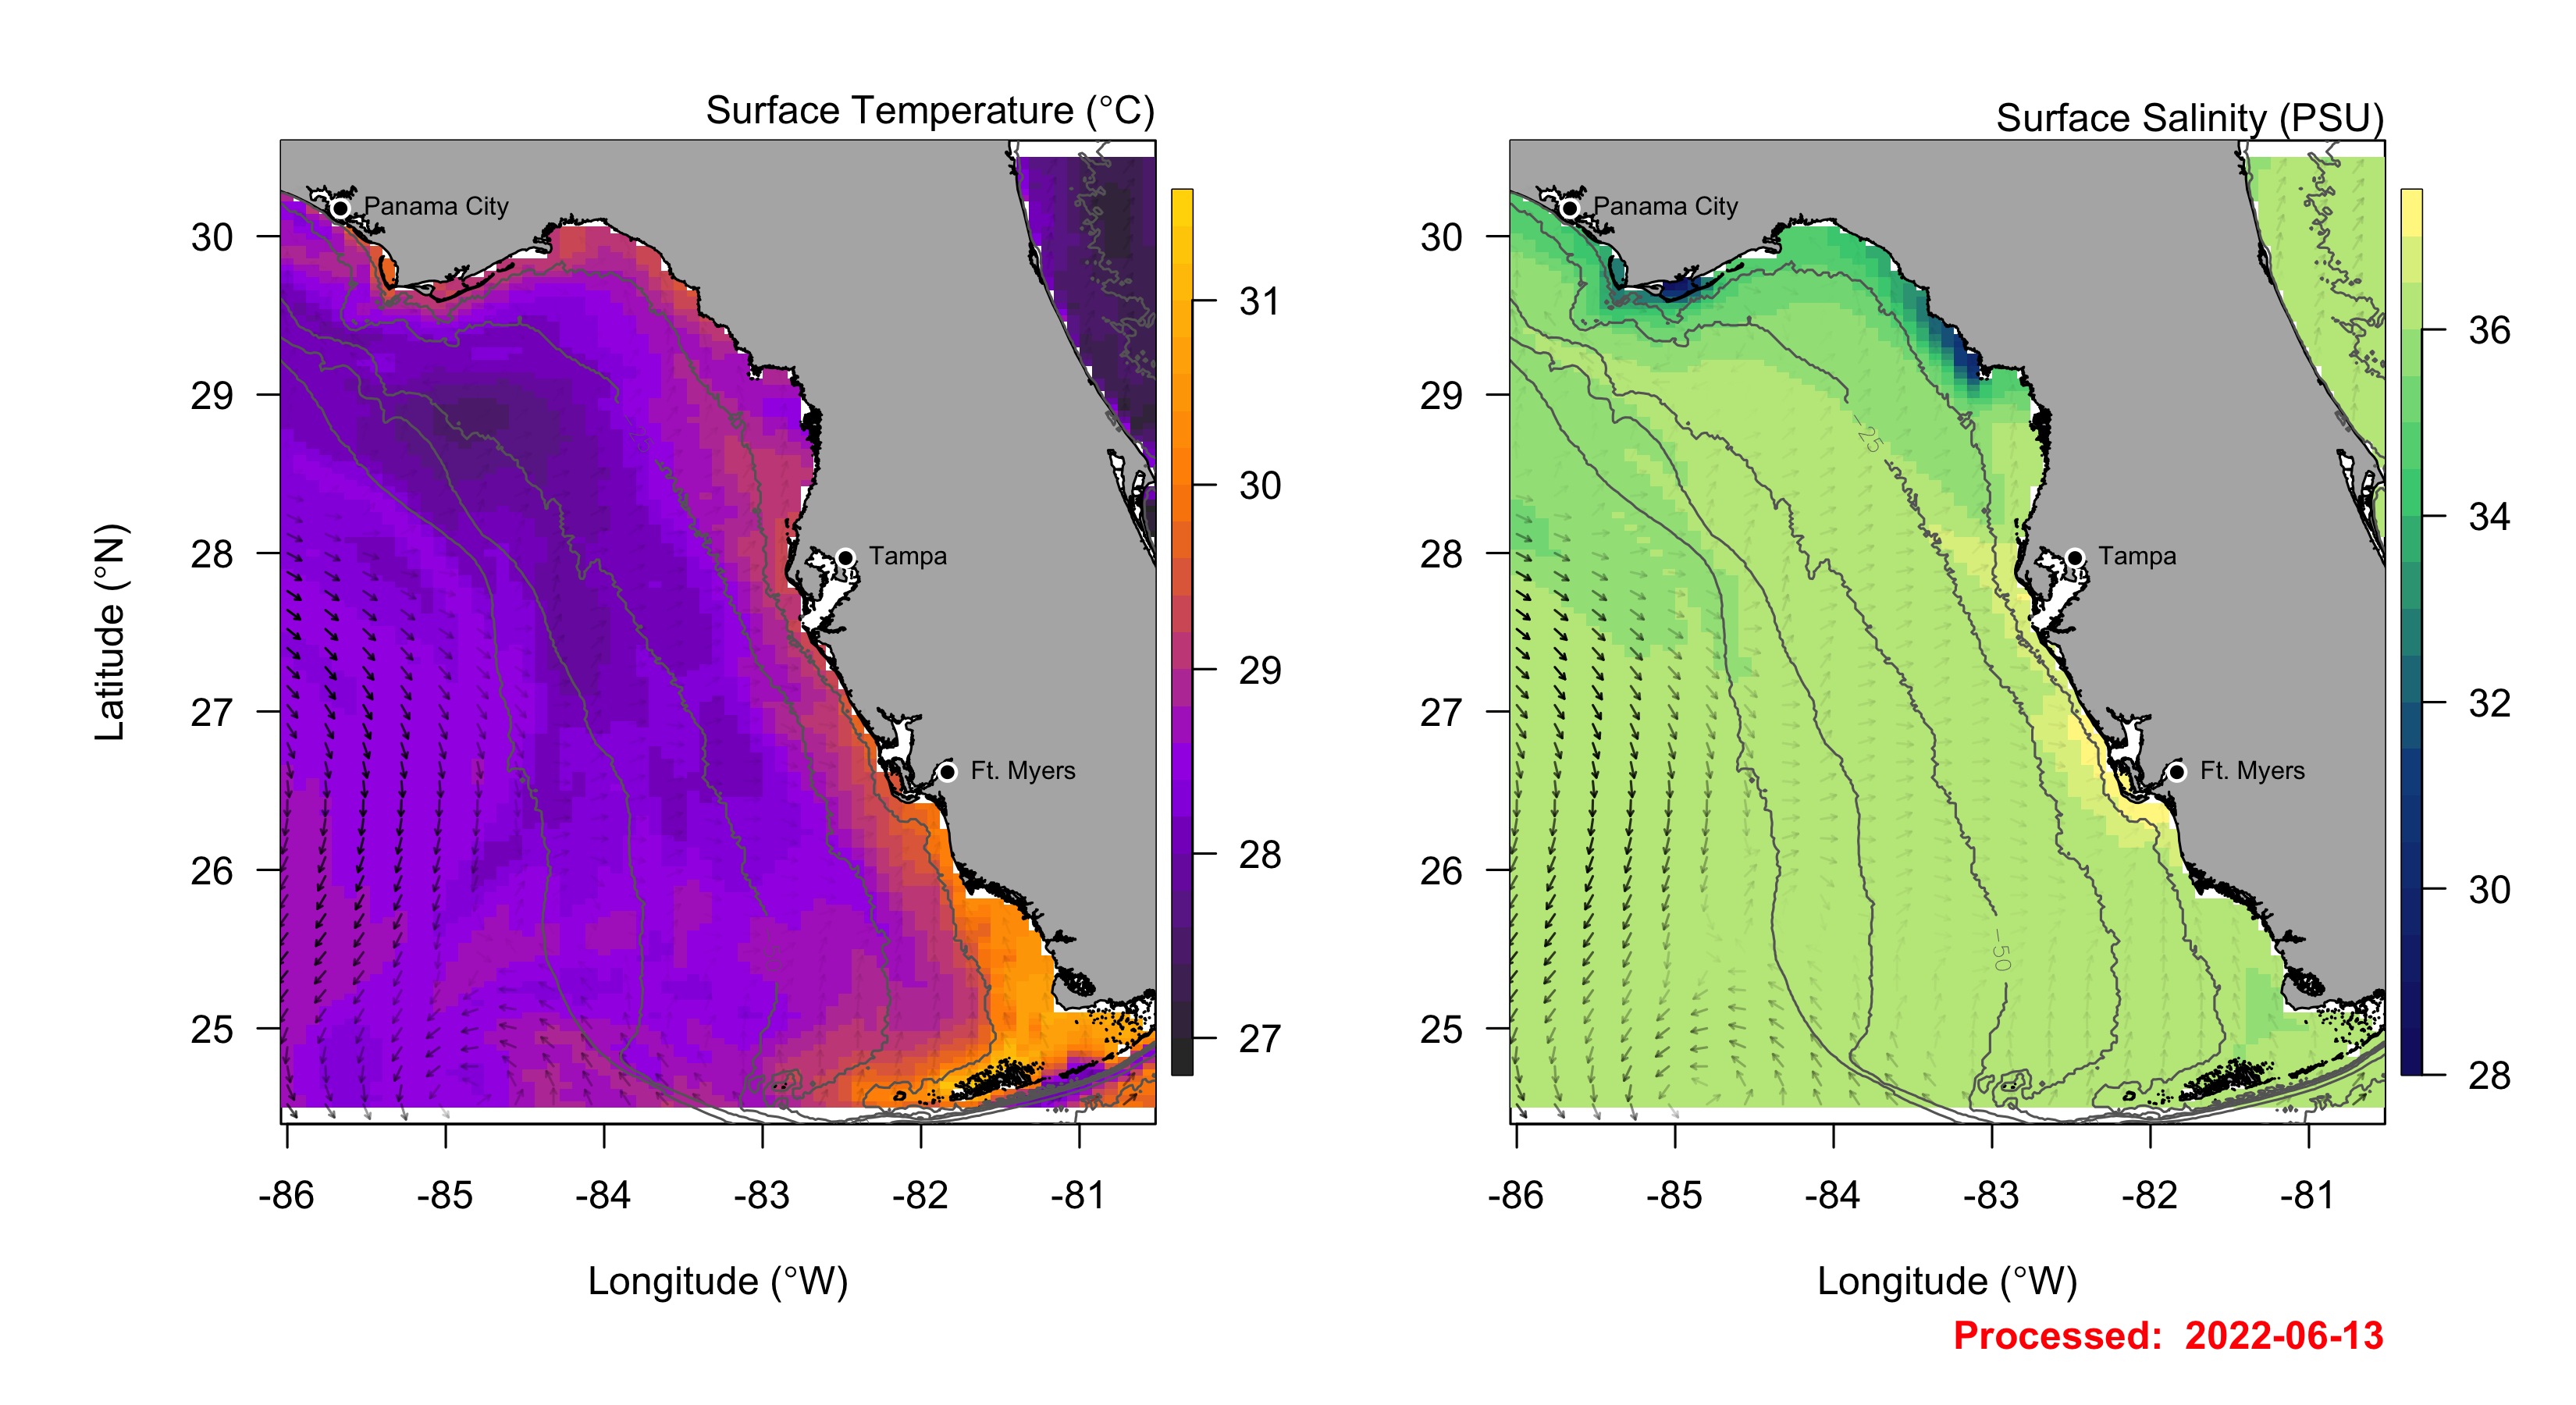 Surface Temperature (°C)
Panama City
Tampa
Ft. Myers
30
29
28
27
26
25
Latitude (°N)
-86 -85 -84 -83 -82 -81
Longitude (°W)
31
30
29
28
27
Surface Salinity (PSU)
Panama City
-25
Tampa
Ft. Myers
-50
30
29
28
27
26
25
-86 -85 -84 -83 -82 -81
Longitude (°W)
36
34
32
30
28
Processed: 2022-06-13